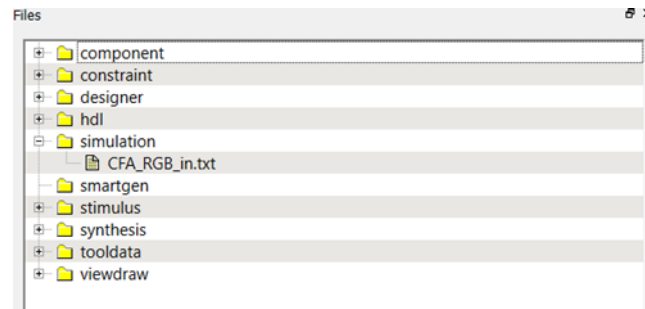 Files
component
constraint
designer
hdl
simulation
CFA_RGB_in.txt
smartgen
stimulus
synthesis
tooldata
viewdraw